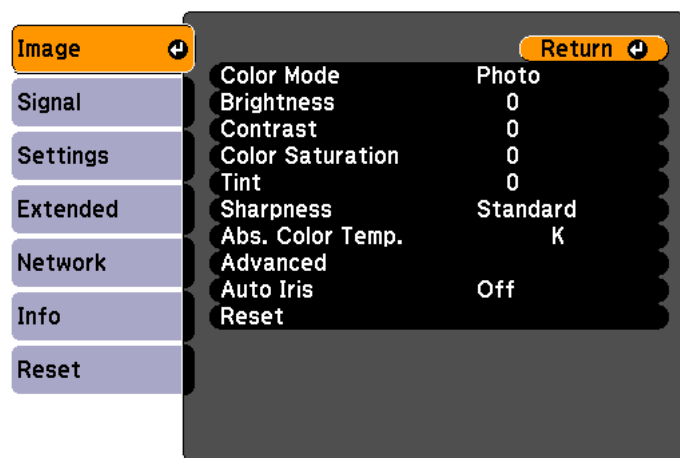 Image
Signal
Settings
Extended
Network
Info
Reset
Return
Color Mode Photo
Brightness 0
Contrast 0
Color Saturation 0
Tint 0
Sharpness Standard
Abs. Color Temp. K
Advanced
Auto Iris Off
Reset